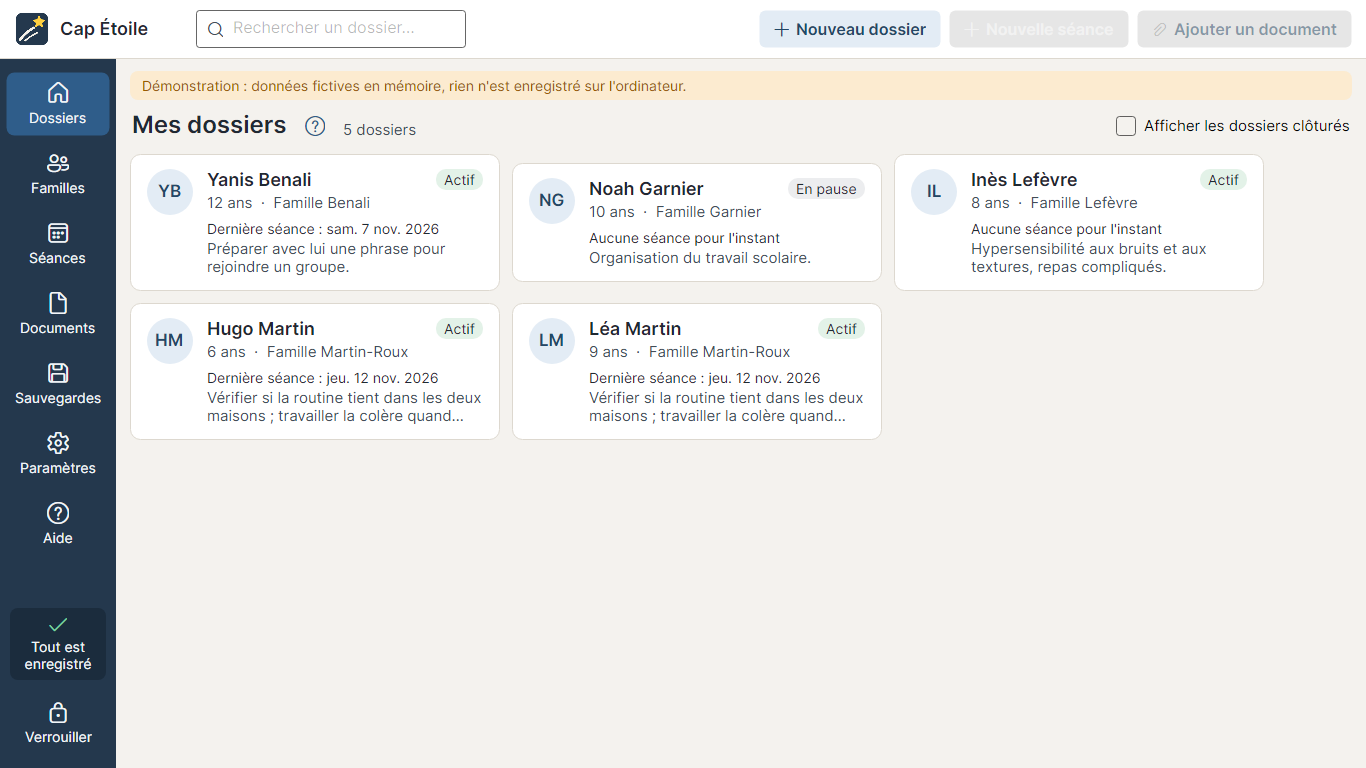 Cap Étoile
Rechercher un dossier...
Nouveau dossier
Nouvelle séance
Ajouter un document
Dossiers
Familles
Séances
Documents
Sauvegardes
Paramètres
Aide
Tout est
enregistré
Verrouiller
Démonstration : données fictives en mémoire, rien n'est enregistré sur l'ordinateur.
Mes dossiers
?
5 dossiers
Afficher les dossiers clôturés
YB
Yanis Benali
Actif
12 ans · Famille Benali
Dernière séance : sam. 7 nov. 2026
Préparer avec lui une phrase pour
rejoindre un groupe.
NG
Noah Garnier
En pause
10 ans · Famille Garnier
Aucune séance pour l'instant
Organisation du travail scolaire.
IL
Inès Lefèvre
Actif
8 ans · Famille Lefèvre
Aucune séance pour l'instant
Hypersensibilité aux bruits et aux
textures, repas compliqués.
HM
Hugo Martin
Actif
6 ans · Famille Martin-Roux
Dernière séance : jeu. 12 nov. 2026
Vérifier si la routine tient dans les deux
maisons ; travailler la colère quand...
LM
Léa Martin
Actif
9 ans · Famille Martin-Roux
Dernière séance : jeu. 12 nov. 2026
Vérifier si la routine tient dans les deux
maisons ; travailler la colère quand...